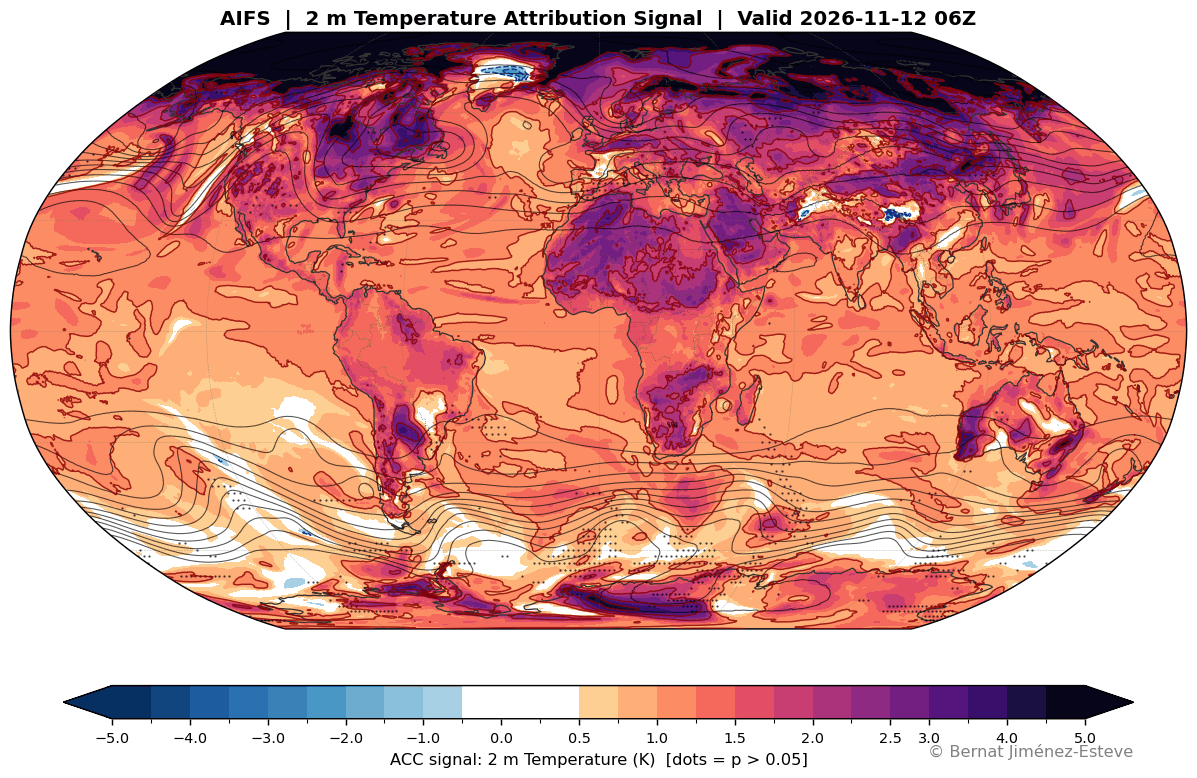 AIFS | 2 m Temperature Attribution Signal | Valid 2026-11-12 06Z
−5.0 −4.0 −3.0 −2.0 −1.0 0.0 0.5 1.0 1.5 2.0 2.5 3.0 4.0 5.0
ACC signal: 2 m Temperature (K) [dots = p > 0.05]
© Bernat Jiménez-Esteve